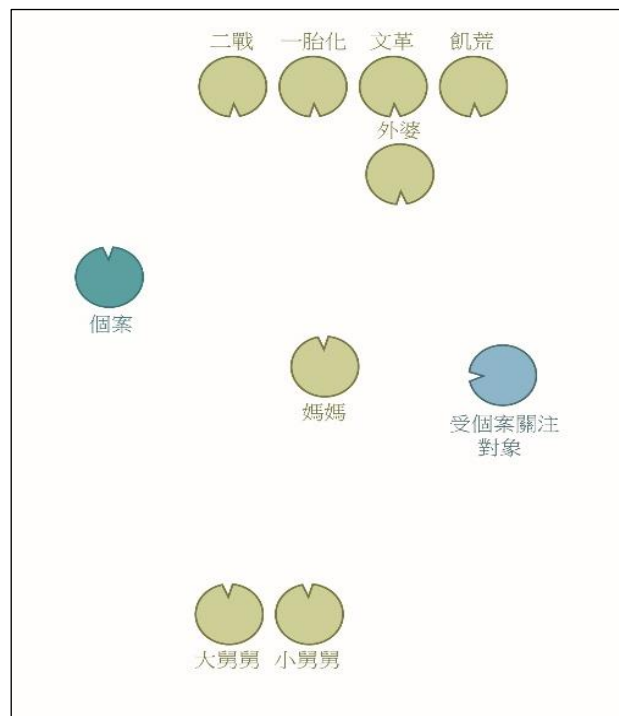 二戰 一胎化 文革 飢荒
外婆
個案
媽媽
受個案關注
對象
大舅舅 小舅舅